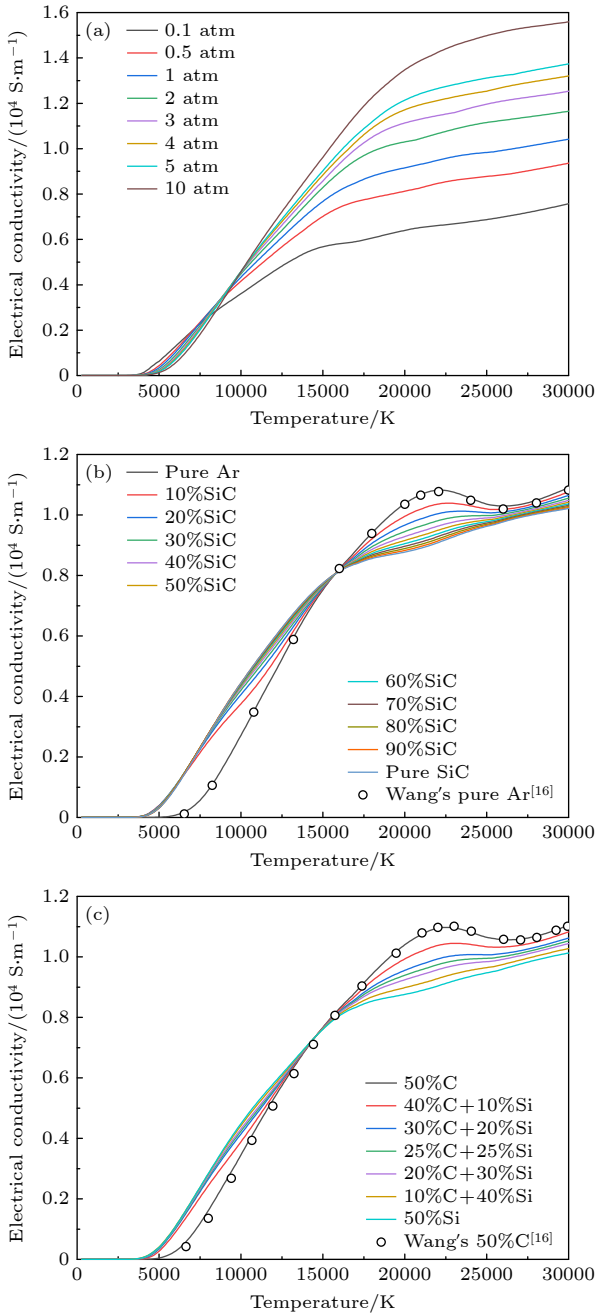 (a)
0.1 atm
0.5 atm
1 atm
2 atm
3 atm
4 atm
5 atm
10 atm
Electrical conductivity/(10⁴ S·m⁻¹)
1.6
1.4
1.2
1.0
0.8
0.6
0.4
0.2
0
0
5000
10000
15000
20000
25000
30000
Temperature/K
(b)
Pure Ar
10%SiC
20%SiC
30%SiC
40%SiC
50%SiC
60%SiC
70%SiC
80%SiC
90%SiC
Pure SiC
Wang's pure Ar[16]
Electrical conductivity/(10⁴ S·m⁻¹)
1.2
1.0
0.8
0.6
0.4
0.2
0
0
5000
10000
15000
20000
25000
30000
Temperature/K
(c)
50%C
40%C+10%Si
30%C+20%Si
25%C+25%Si
20%C+30%Si
10%C+40%Si
50%Si
Wang's 50%C[16]
Electrical conductivity/(10⁴ S·m⁻¹)
1.2
1.0
0.8
0.6
0.4
0.2
0
0
5000
10000
15000
20000
25000
30000
Temperature/K